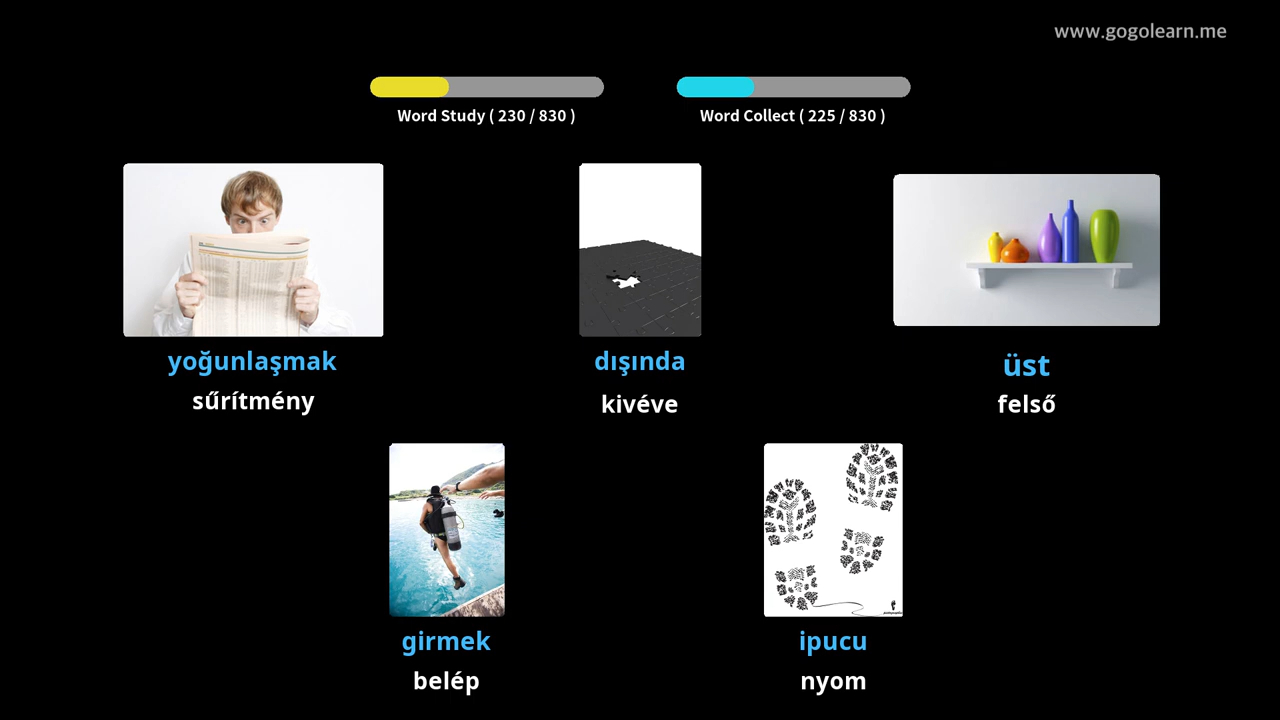 www.gogolearn.me
Word Study ( 230 / 830 )
Word Collect ( 225 / 830 )
yoğunlaşmak
sűrítmény
dışında
kivéve
üst
felső
girmek
belép
ipucu
nyom